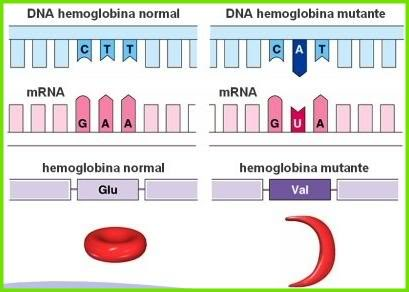 DNA hemoglobina normal
C T T
mRNA
G A A
hemoglobina normal
Glu
DNA hemoglobina mutante
C A T
mRNA
G U A
hemoglobina mutante
Val